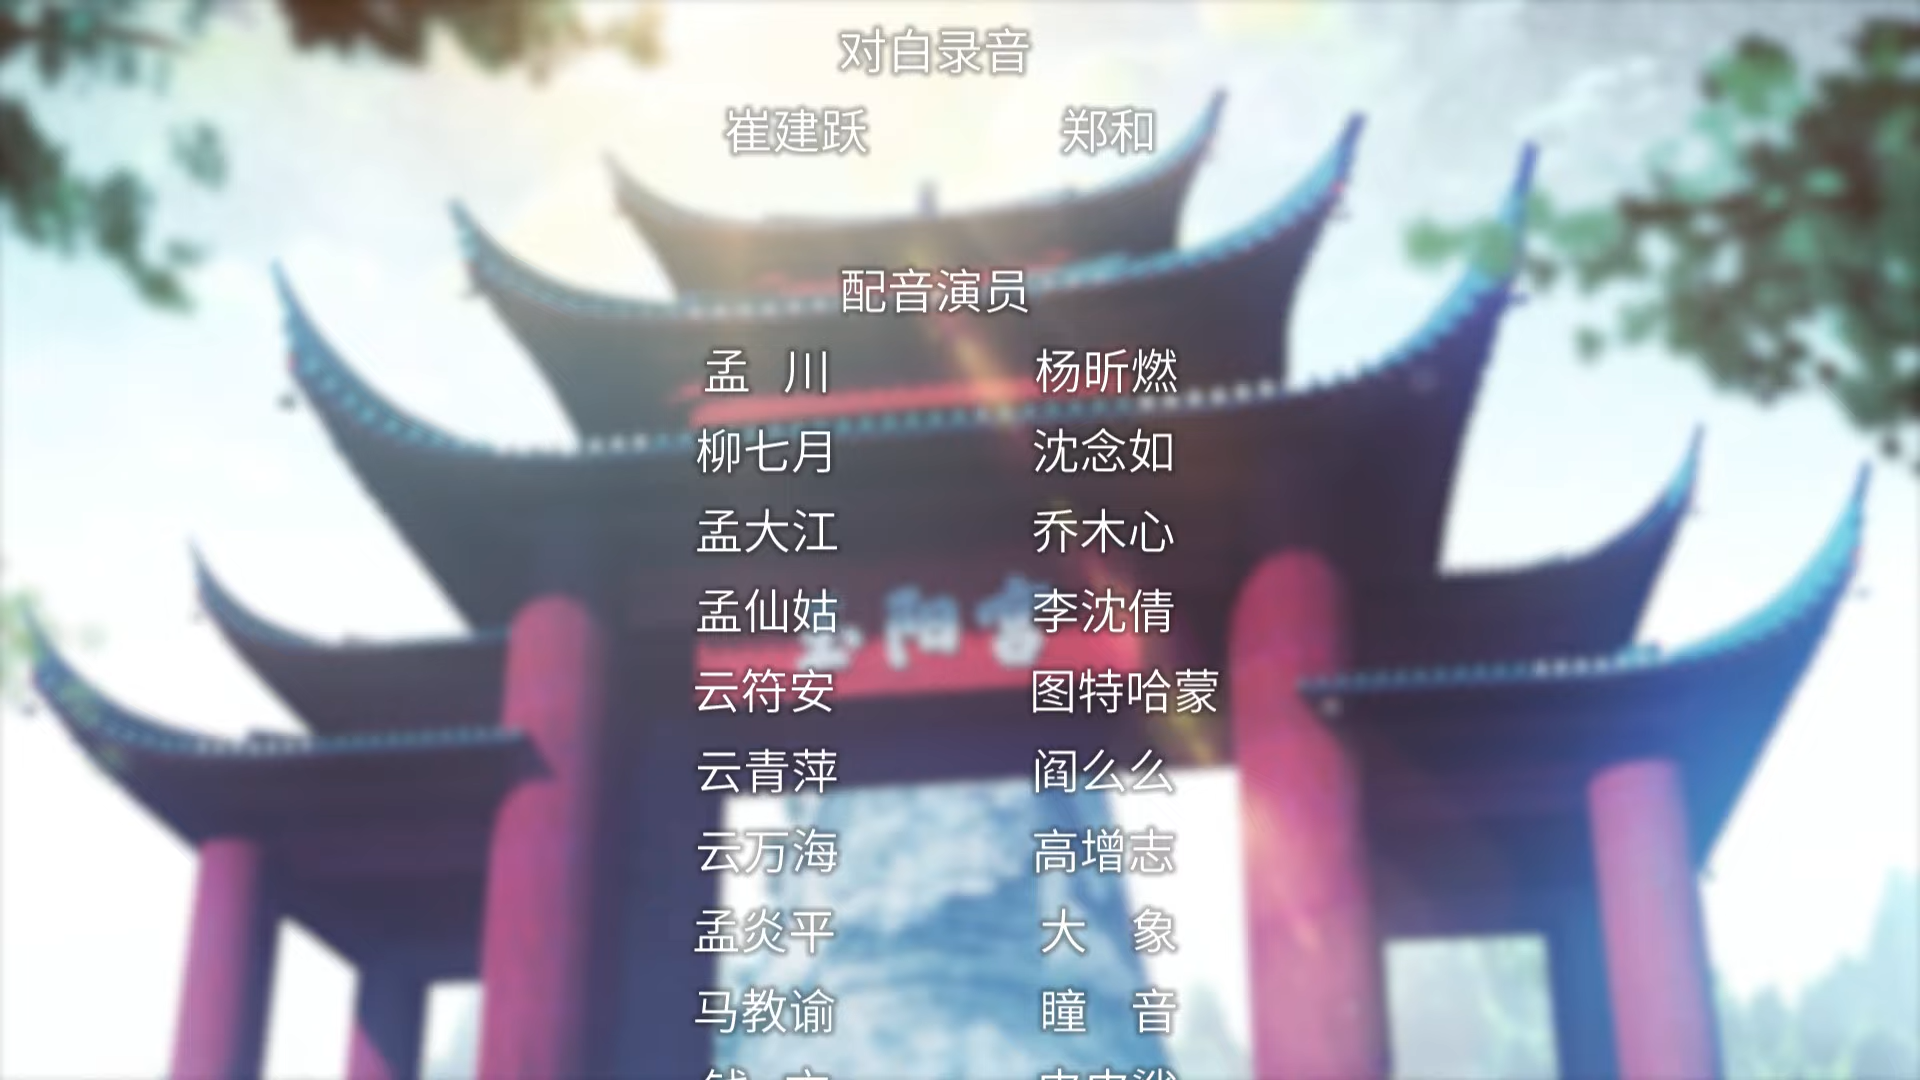 对白录音
崔建跃 郑和
配音演员
孟 川 杨昕燃
柳七月 沈念如
孟大江 乔木心
孟仙姑 李沈倩
云符安 图特哈蒙
云青萍 阎么么
云万海 高增志
孟炎平 大 象
马教谕 瞳 音